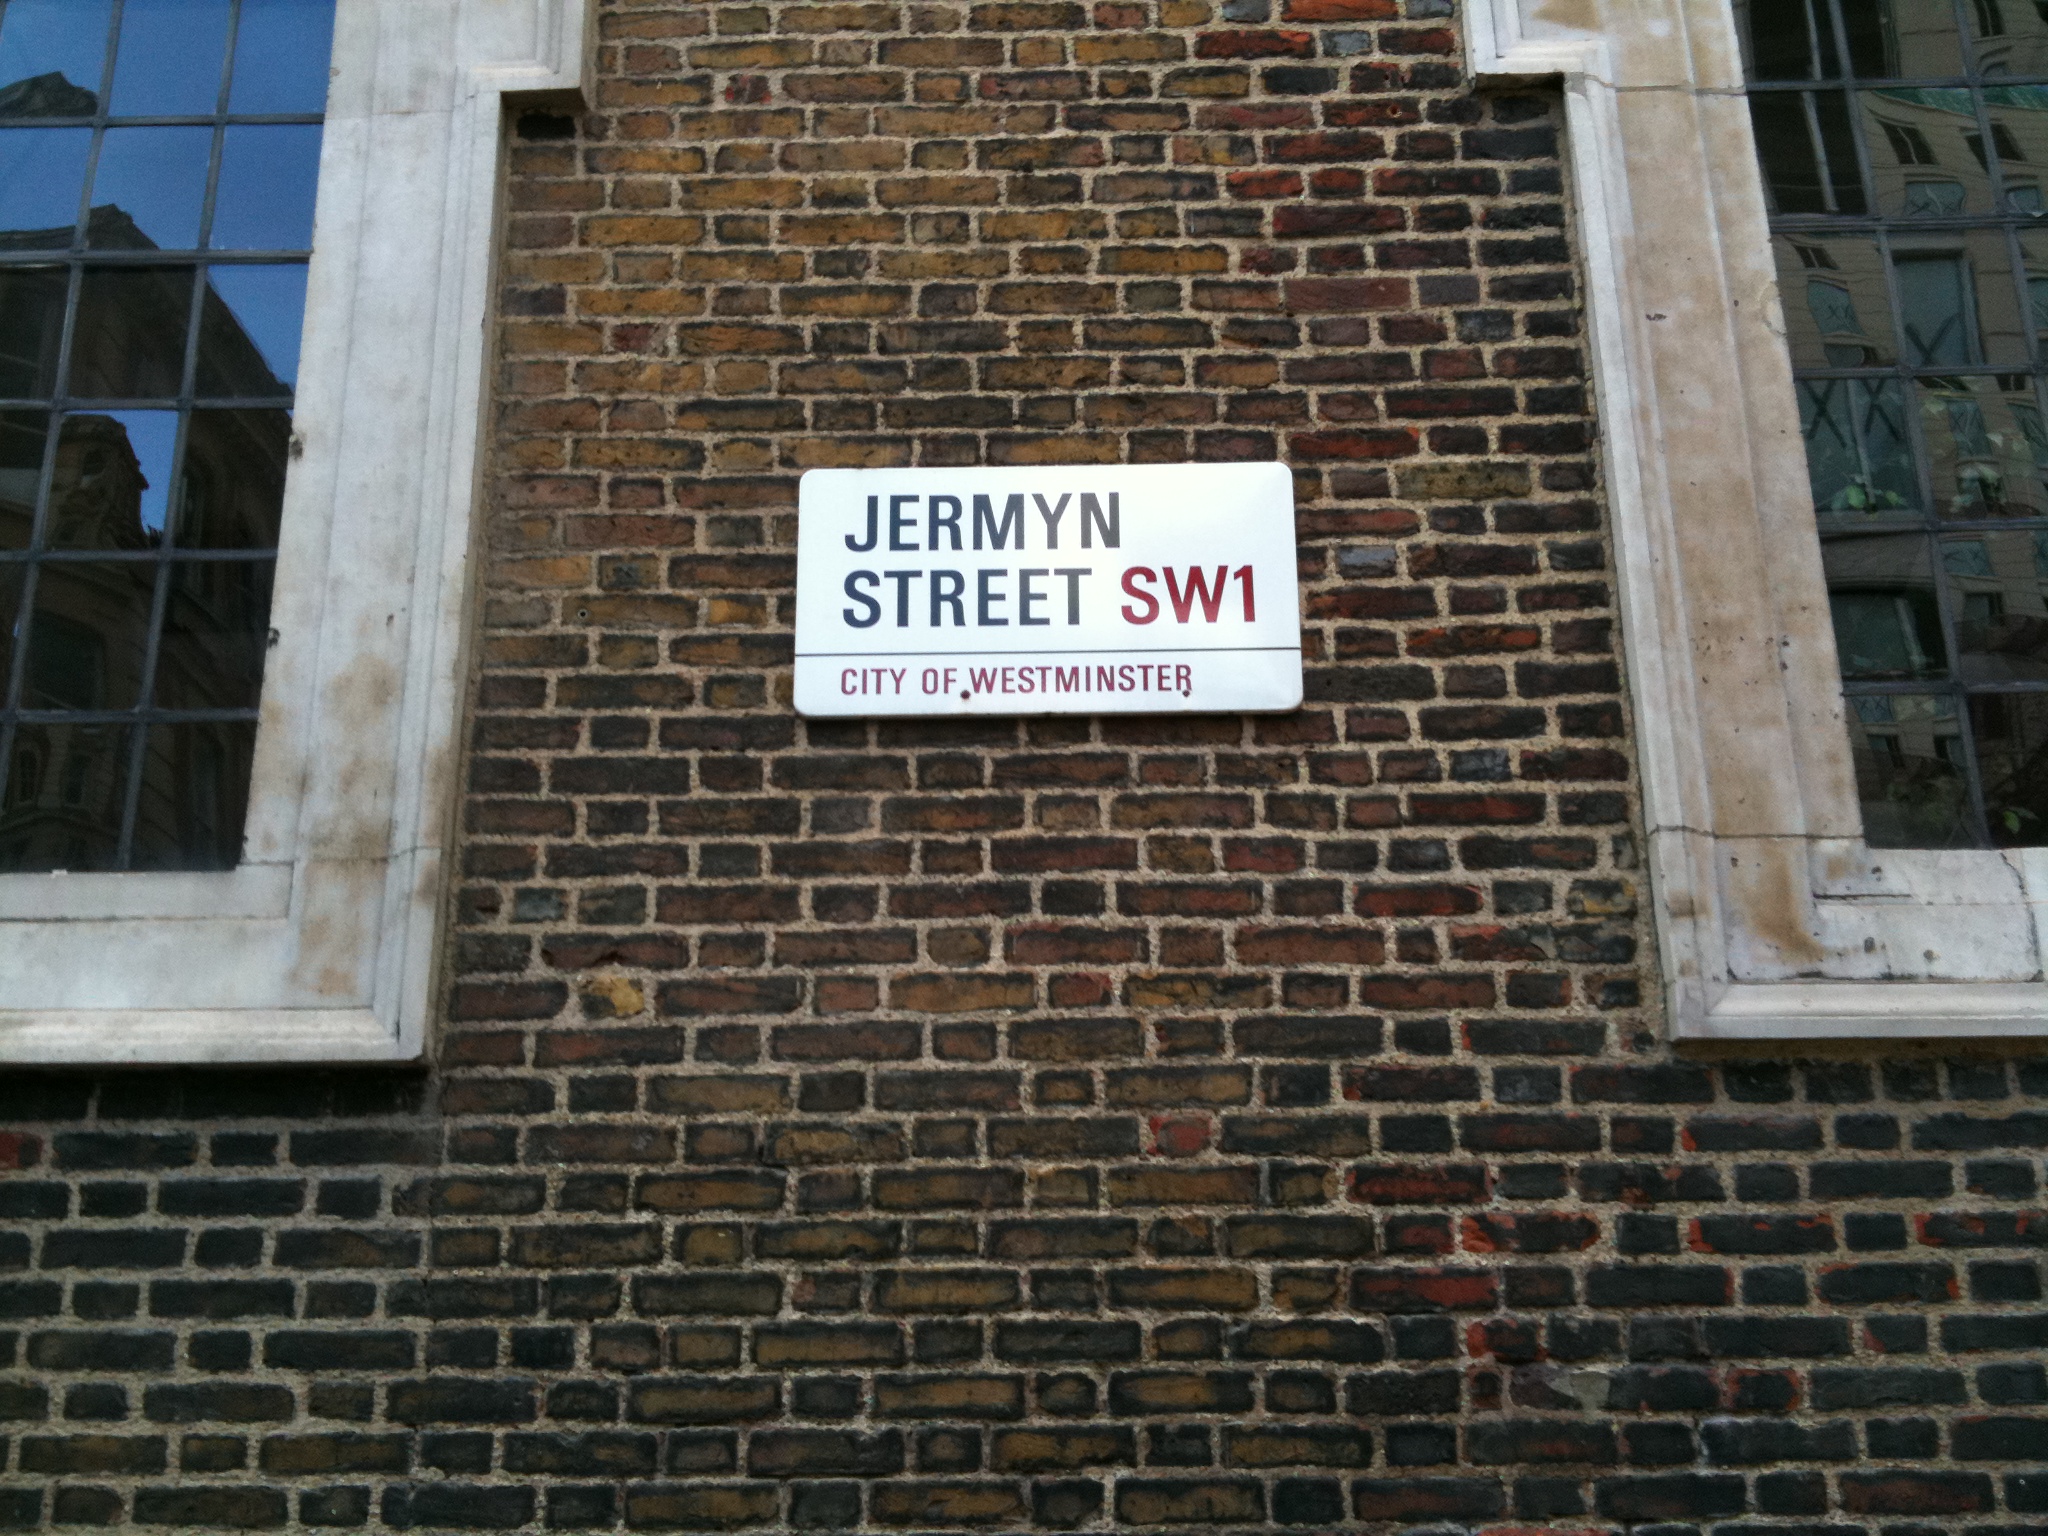 JERMYN
STREET SW1
CITY OF WESTMINSTER